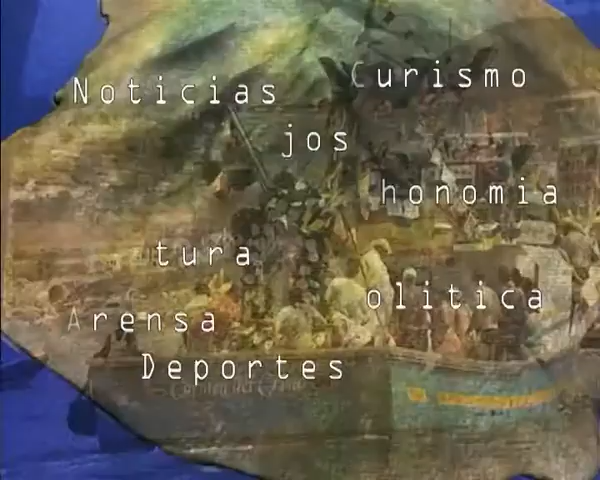 Noticias
Curismo
jos
honomia
tura
olitica
Arensa
Deportes